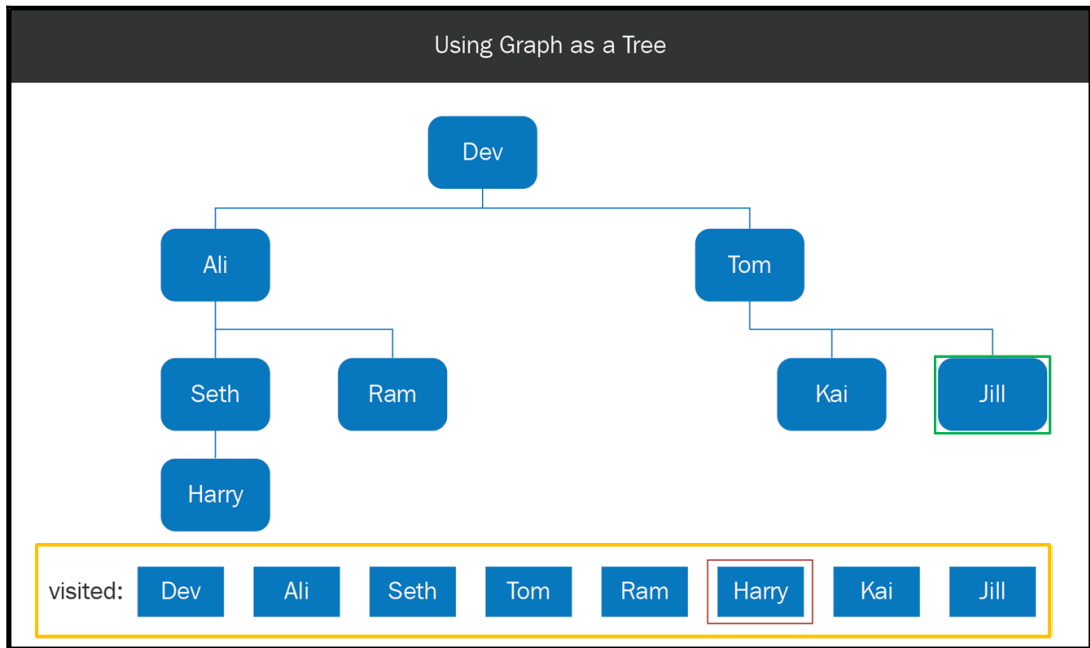 Using Graph as a Tree
Dev
Ali
Tom
Seth
Ram
Kai
Jill
Harry
visited: Dev Ali Seth Tom Ram Harry Kai Jill